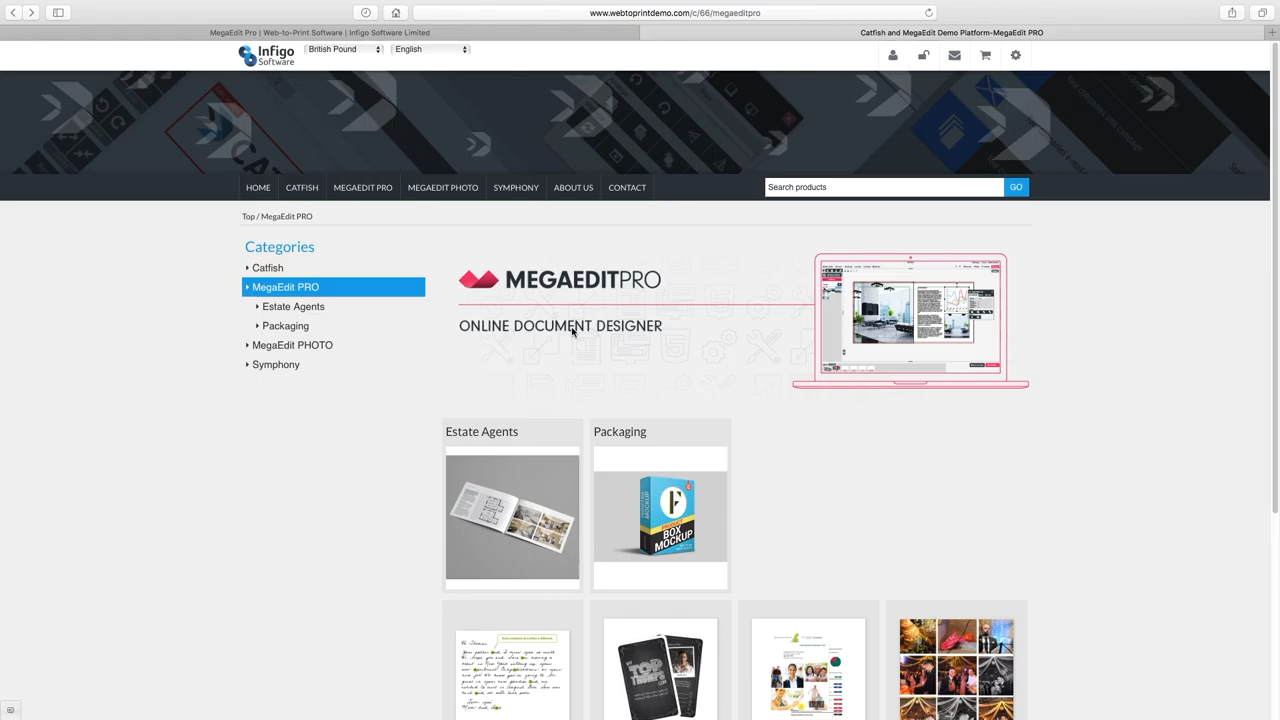 www.webtoprintdemo.com/c/66/megaeditpro
MegaEdit Pro | Web-to-Print Software | Infigo Software Limited
Catfish and MegaEdit Demo Platform-MegaEdit PRO
Infigo Software
British Pound
English
HOME
CATFISH
MEGAEDIT PRO
MEGAEDIT PHOTO
SYMPHONY
ABOUT US
CONTACT
Search products
GO
Top / MegaEdit PRO
Categories
Catfish
MegaEdit PRO
Estate Agents
Packaging
MegaEdit PHOTO
Symphony
MEGAEDITPRO
ONLINE DOCUMENT DESIGNER
Estate Agents
Packaging
PRODUCT
BOX
MOCKUP
TOP